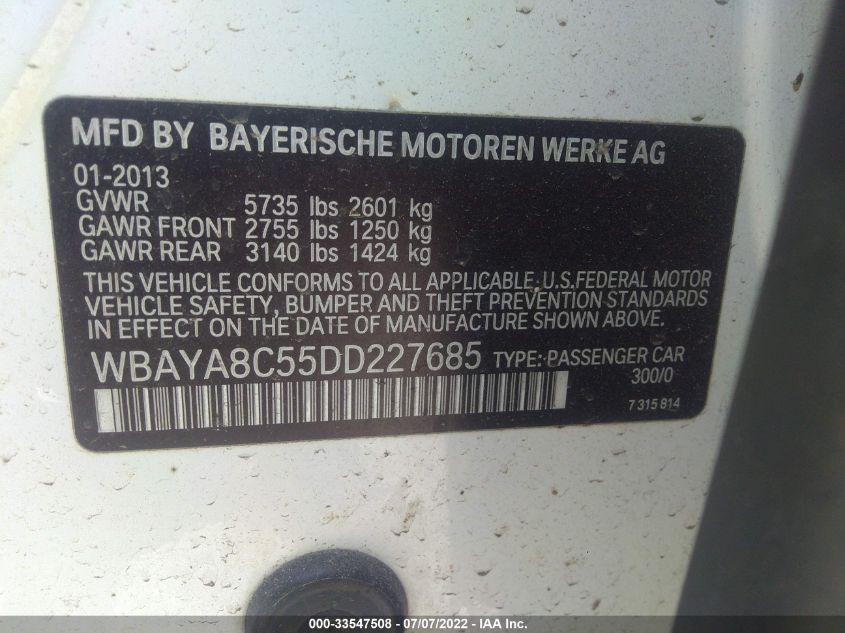 MFD BY BAYERISCHE MOTOREN WERKE AG
01-2013
GVWR 5735 lbs 2601 kg
GAWR FRONT 2755 lbs 1250 kg
GAWR REAR 3140 lbs 1424 kg
THIS VEHICLE CONFORMS TO ALL APPLICABLE, U.S.FEDERAL MOTOR
VEHICLE SAFETY, BUMPER AND THEFT PREVENTION STANDARDS
IN EFFECT ON THE DATE OF MANUFACTURE SHOWN ABOVE.
WBAYA8C55DD227685 TYPE: PASSENGER CAR
300/0
7 315 814
000-33547508 - 07/07/2022 - IAA Inc.